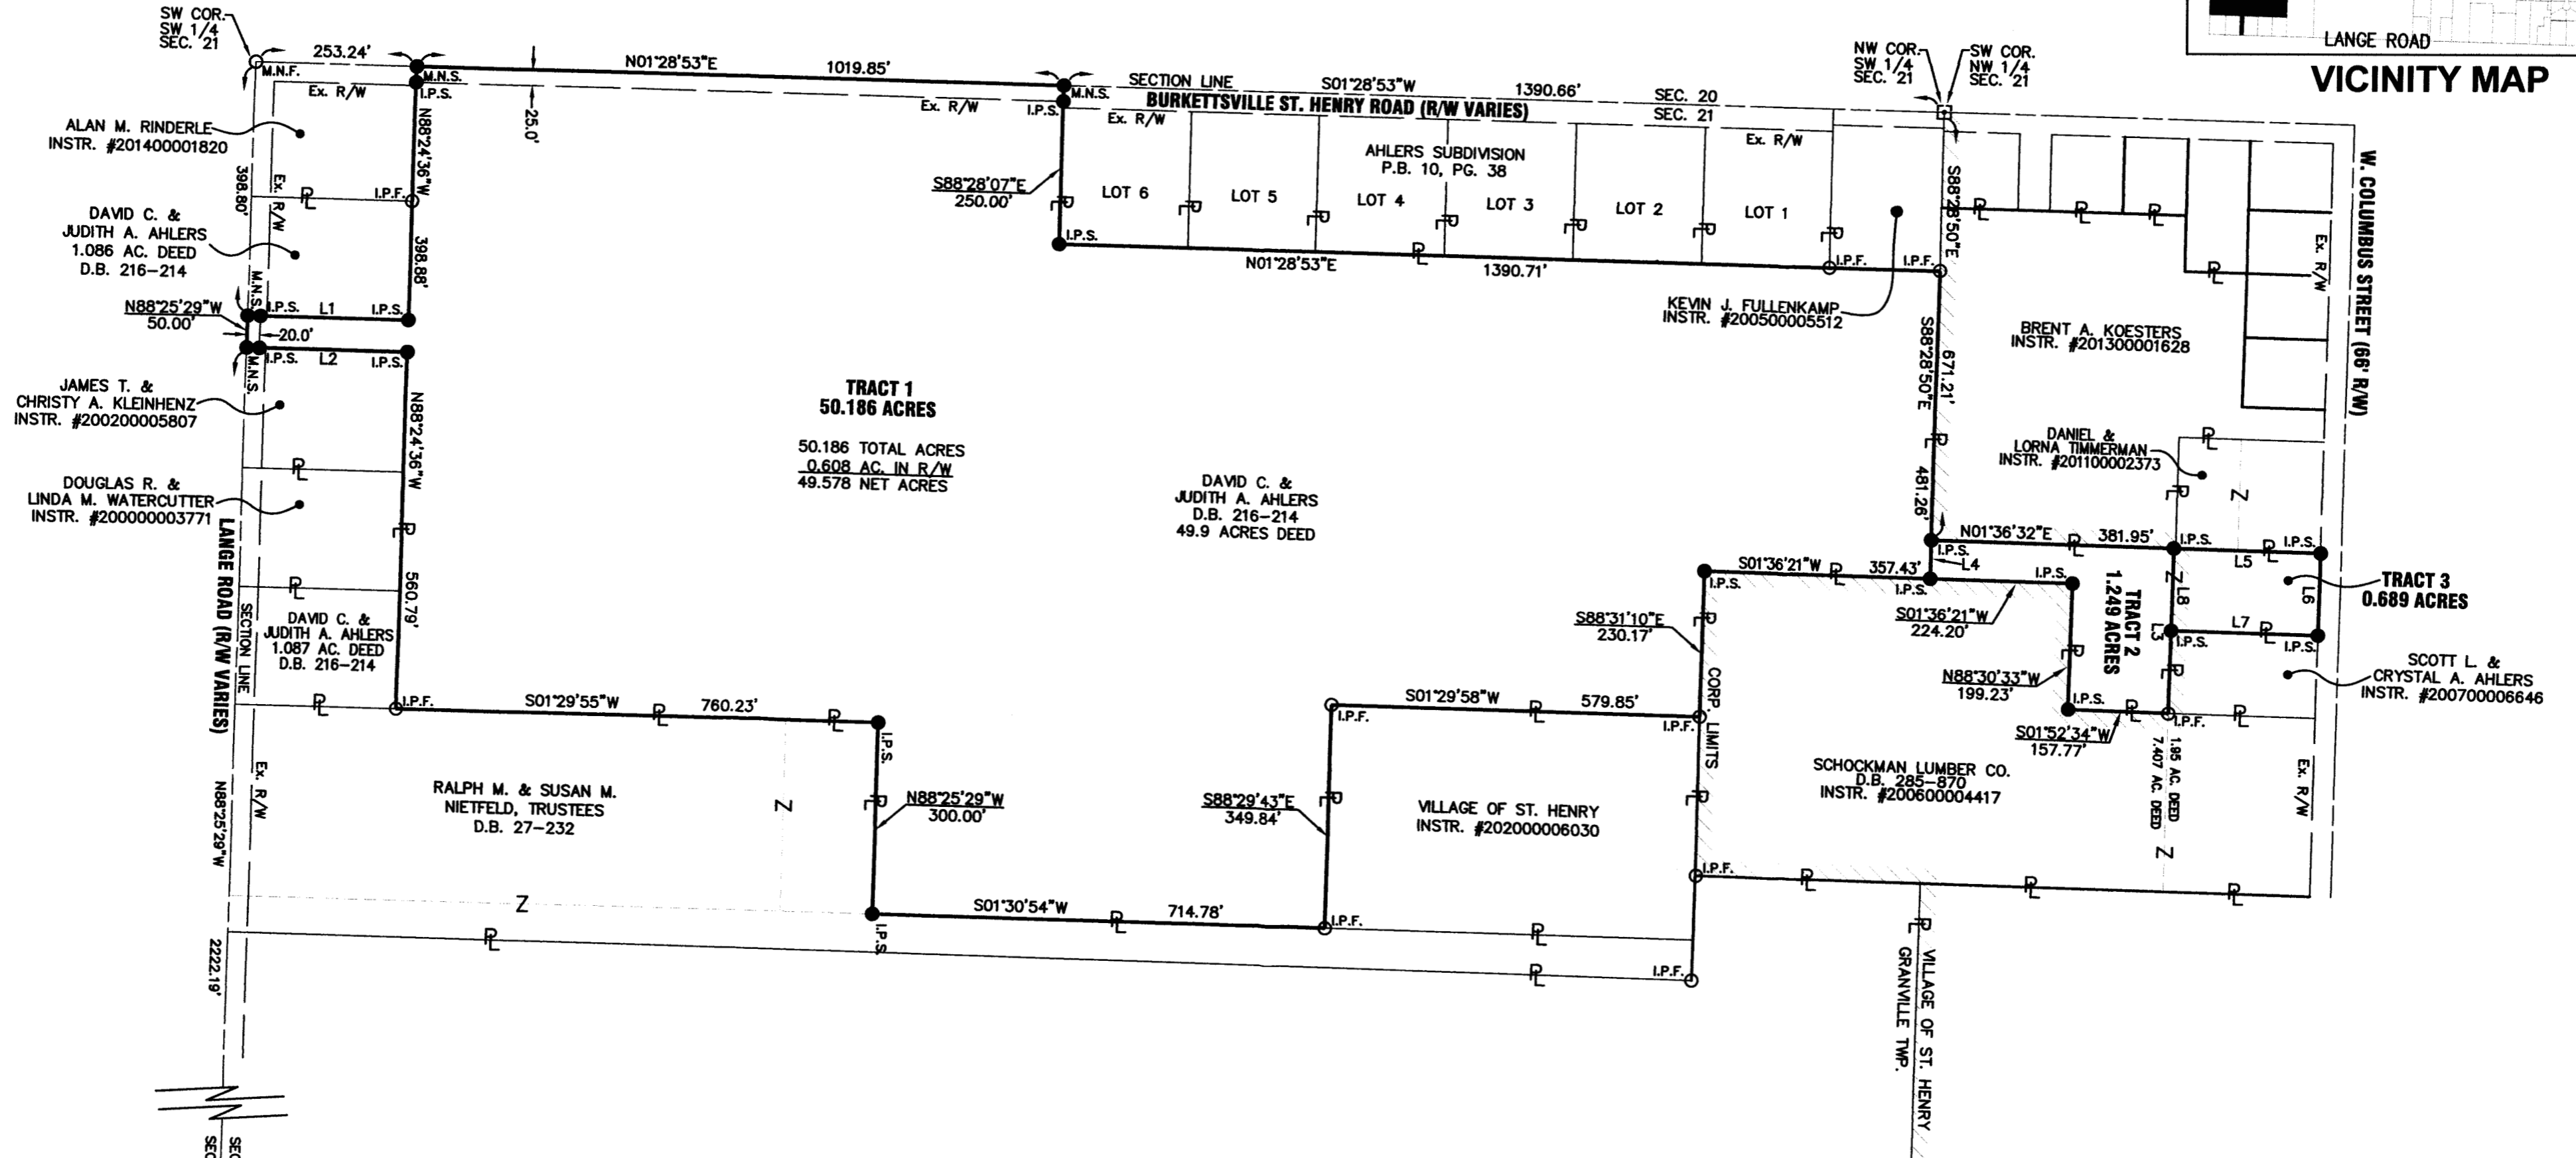 SW COR.
SW 1/4
SEC. 21
253.24'
M.N.F.
M.N.S.
I.P.S.
Ex. R/W
N01°28'53"E
1019.85'
25.0'
Ex. R/W
M.N.S.
I.P.S.
SECTION LINE
S01°28'53"W
1390.66'
SEC. 20
SEC. 21
BURKETTSVILLE ST. HENRY ROAD (R/W VARIES)
Ex. R/W
Ex. R/W
NW COR.
SW 1/4
SEC. 21
SW COR.
NW 1/4
SEC. 21
LANGE ROAD
VICINITY MAP
ALAN M. RINDERLE
INSTR. #201400001820
398.80'
Ex. R/W
N88°24'36"W
I.P.F.
398.88'
DAVID C. &
JUDITH A. AHLERS
1.086 AC. DEED
D.B. 216-214
M.N.S.
I.P.S.
L1
I.P.S.
N88°25'29"W
50.00'
20.0'
I.P.S.
L2
I.P.S.
M.N.S.
JAMES T. &
CHRISTY A. KLEINHENZ
INSTR. #200200005807
N88°24'36"W
DOUGLAS R. &
LINDA M. WATERCUTTER
INSTR. #200000003771
LANGE ROAD (R/W VARIES)
SECTION LINE
560.79'
DAVID C. &
JUDITH A. AHLERS
1.087 AC. DEED
D.B. 216-214
Ex. R/W
N88°25'29"W
2222.19'
S88°28'07"E
250.00'
I.P.S.
AHLERS SUBDIVISION
P.B. 10, PG. 38
LOT 6
LOT 5
LOT 4
LOT 3
LOT 2
LOT 1
N01°28'53"E
1390.71'
I.P.F.
I.P.F.
S88°28'50"E
KEVIN J. FULLENKAMP
INSTR. #200500005512
S88°28'50"E
671.21'
481.26'
BRENT A. KOESTERS
INSTR. #201300001628
Ex. R/W
W. COLUMBUS STREET (66' R/W)
DANIEL &
LORNA TIMMERMAN
INSTR. #201100002373
Z
TRACT 1
50.186 ACRES
50.186 TOTAL ACRES
0.608 AC. IN R/W
49.578 NET ACRES
DAVID C. &
JUDITH A. AHLERS
D.B. 216-214
49.9 ACRES DEED
N01°36'32"E
381.95'
I.P.S.
I.P.S.
I.P.S.
L4
L5
L6
TRACT 3
0.689 ACRES
S01°36'21"W
357.43'
I.P.S.
I.P.S.
I.P.S.
S01°36'21"W
224.20'
TRACT 2
1.249 ACRES
Z
L8
L3
L7
I.P.S.
I.P.S.
S88°31'10"E
230.17'
N88°30'33"W
199.23'
I.P.S.
I.P.F.
S01°52'34"W
157.77'
SCOTT L. &
CRYSTAL A. AHLERS
INSTR. #200700006646
I.P.F.
S01°29'55"W
760.23'
I.P.S.
I.P.F.
S01°29'58"W
579.85'
I.P.F.
CORP. LIMITS
1.95 AC. DEED
7.407 AC. DEED
Z
Ex. R/W
RALPH M. & SUSAN M.
NIETFELD, TRUSTEES
D.B. 27-232
Z
N88°25'29"W
300.00'
S88°29'43"E
349.84'
VILLAGE OF ST. HENRY
INSTR. #202000006030
SCHOCKMAN LUMBER CO.
D.B. 285-870
INSTR. #200600004417
I.P.F.
Z
I.P.S.
S01°30'54"W
714.78'
I.P.F.
I.P.F.
VILLAGE OF ST. HENRY
GRANVILLE TWP.
SEC
SEC